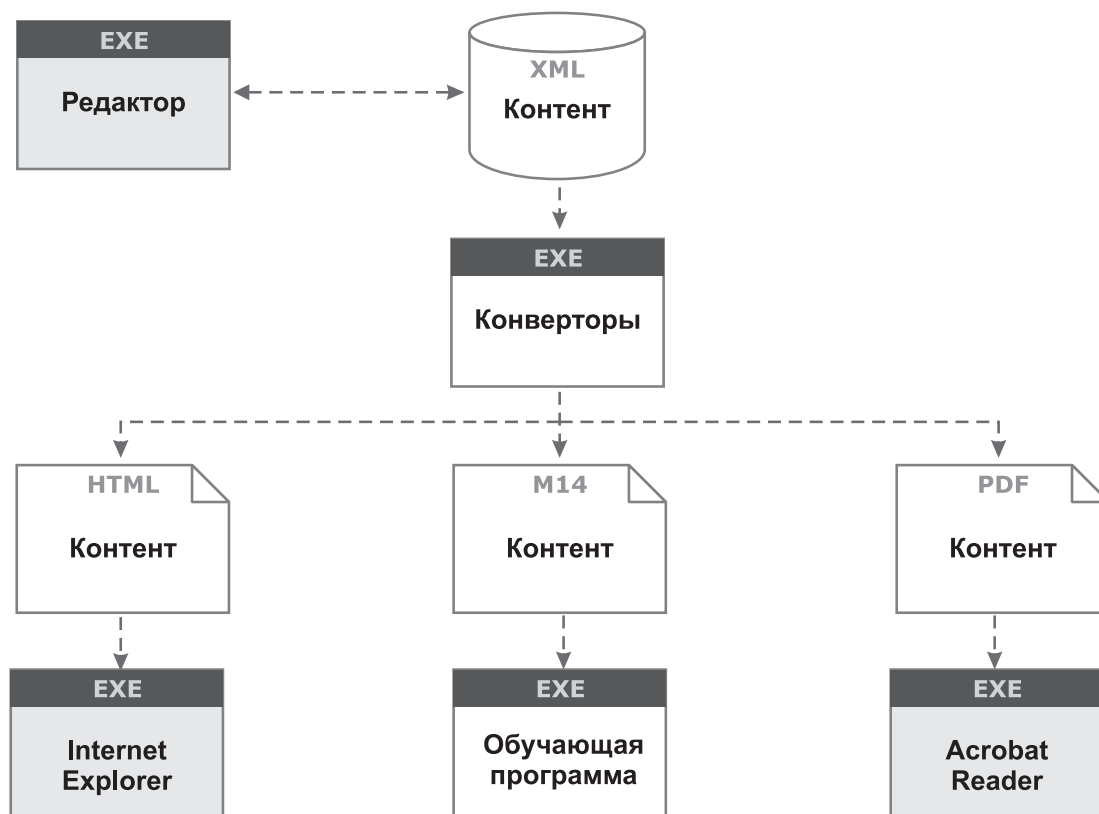 EXE
Редактор
XML
Контент
EXE
Конверторы
HTML
Контент
M14
Контент
PDF
Контент
EXE
Internet
Explorer
EXE
Обучающая
программа
EXE
Acrobat
Reader